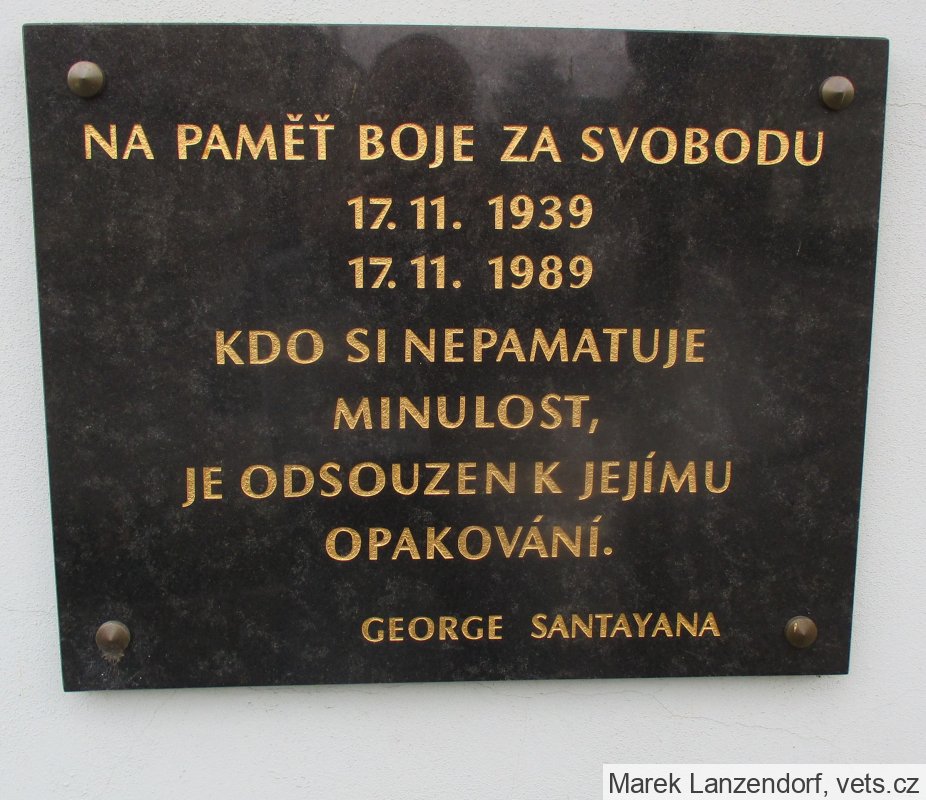 NA PAMĚŤ BOJE ZA SVOBODU
17. 11. 1939
17. 11. 1989
KDO SI NEPAMATUJE
MINULOST,
JE ODSOUZEN K JEJÍMU
OPAKOVÁNÍ.
GEORGE SANTAYANA
Marek Lanzendorf, vets.cz